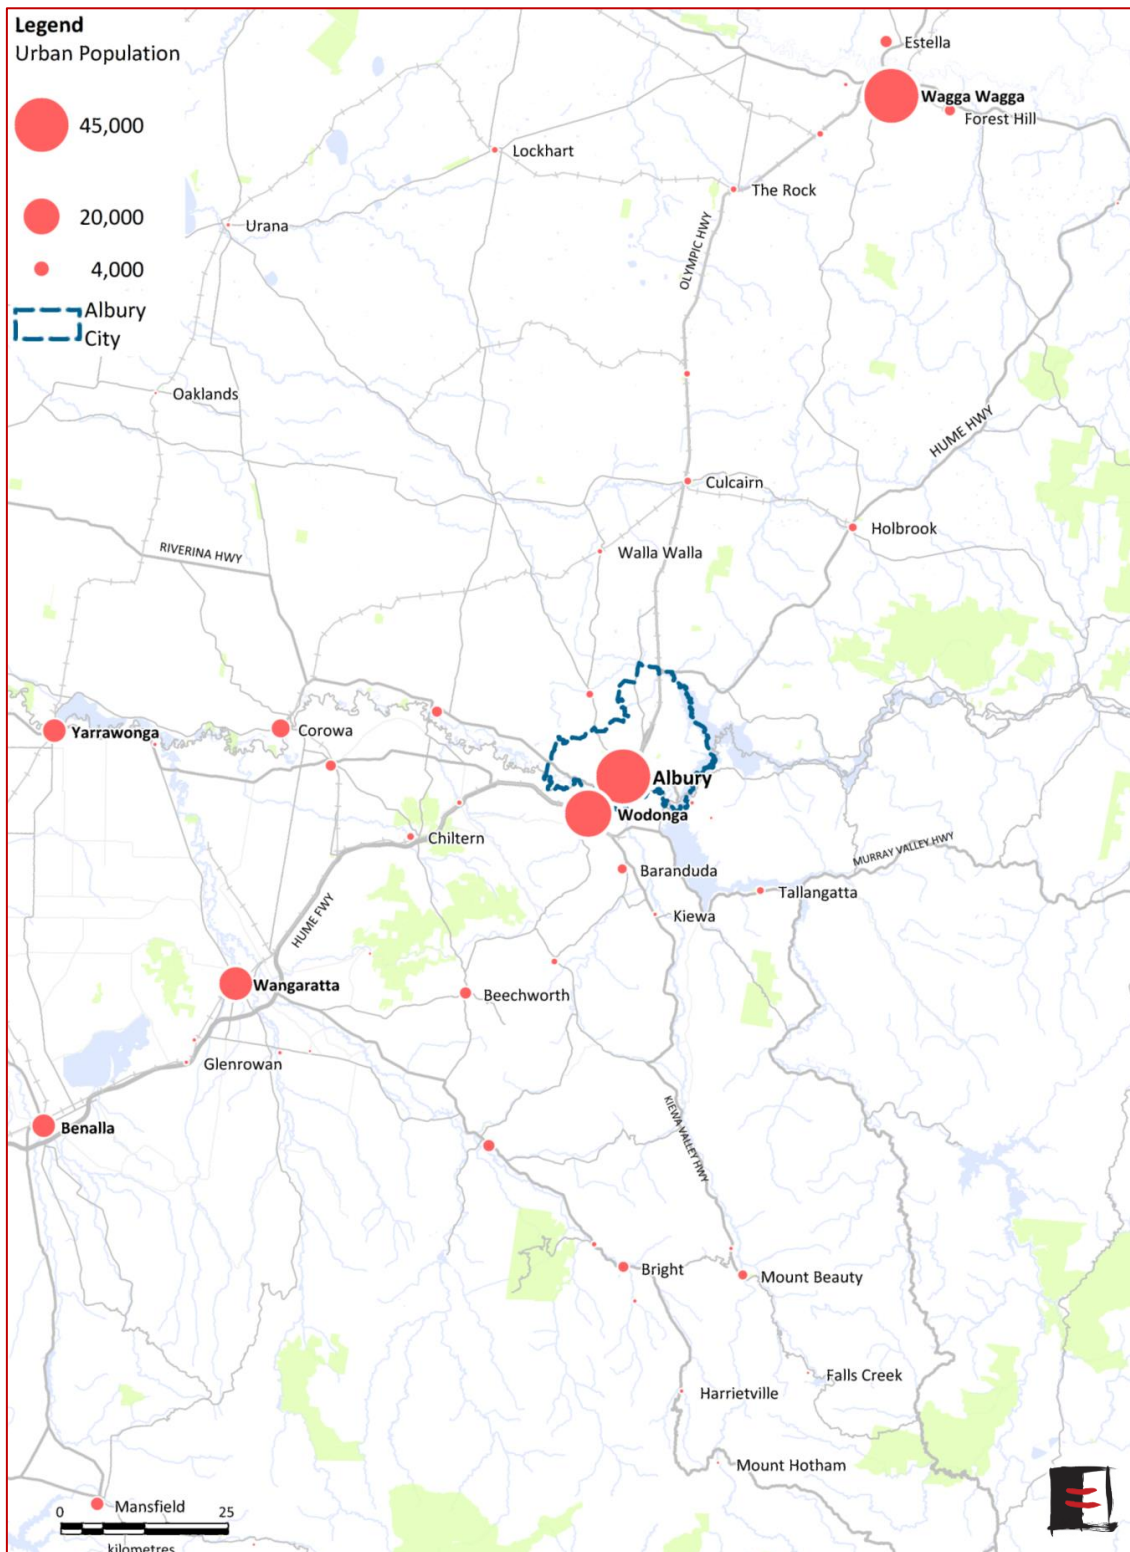 Legend
Urban Population
45,000
20,000
4,000
Albury
City
Estella
Wagga Wagga
Forest Hill
Lockhart
The Rock
Urana
OLYMPIC HWY
Oaklands
HUME HWY
Culcairn
Holbrook
Walla Walla
RIVERINA HWY
Yarrawonga
Corowa
Albury
Wodonga
Chiltern
MURRAY VALLEY HWY
Baranduda
Tallangatta
Kiewa
HUME FWY
Wangaratta
Beechworth
Glenrowan
Benalla
KIEWA VALLEY HWY
Bright
Mount Beauty
Falls Creek
Harrietville
Mount Hotham
Mansfield
0 25
kilometres